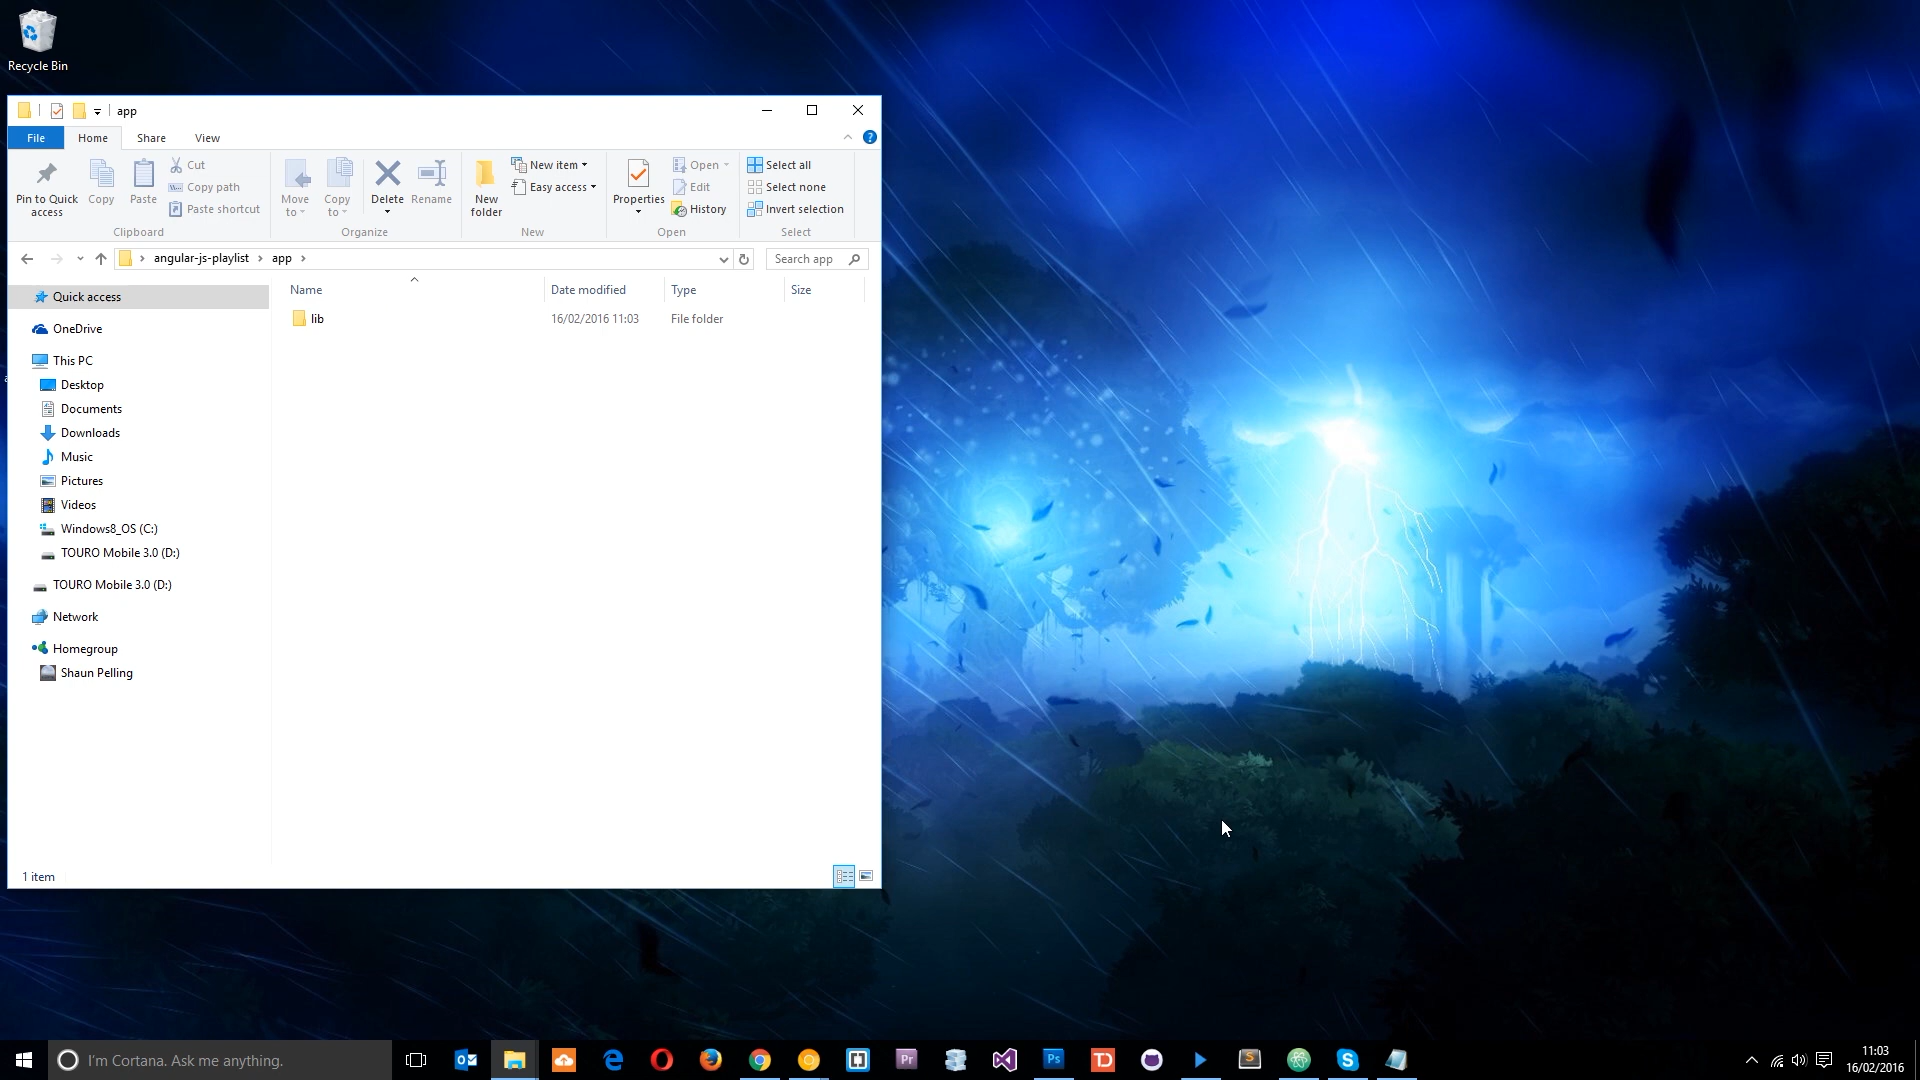 Recycle Bin
app
File Home Share View
Pin to Quick access
Copy
Paste
Cut
Copy path
Paste shortcut
Clipboard
Move to
Copy to
Delete
Rename
Organize
New folder
New item
Easy access
New
Properties
Open
Edit
History
Open
Select all
Select none
Invert selection
Select
angular-js-playlist app
Search app
Name Date modified Type Size
lib 16/02/2016 11:03 File folder
Quick access
OneDrive
This PC
Desktop
Documents
Downloads
Music
Pictures
Videos
Windows8_OS (C:)
TOURO Mobile 3.0 (D:)
TOURO Mobile 3.0 (D:)
Network
Homegroup
Shaun Pelling
1 item
I'm Cortana. Ask me anything.
Pr
Ps
TD
S
11:03
16/02/2016